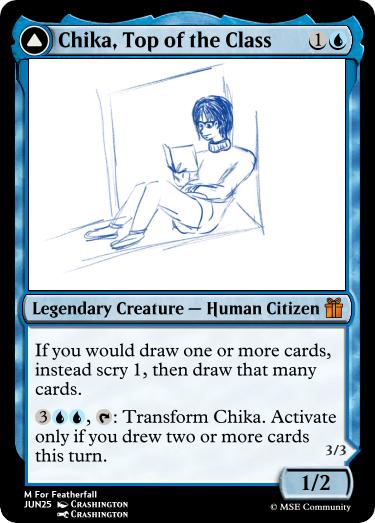 Chika, Top of the Class 1U
Legendary Creature — Human Citizen
If you would draw one or more cards,
instead scry 1, then draw that many
cards.
3UU, T: Transform Chika. Activate
only if you drew two or more cards
this turn.
3/3
1/2
M For Featherfall
JUN25 Crashington
Crashington
© MSE Community